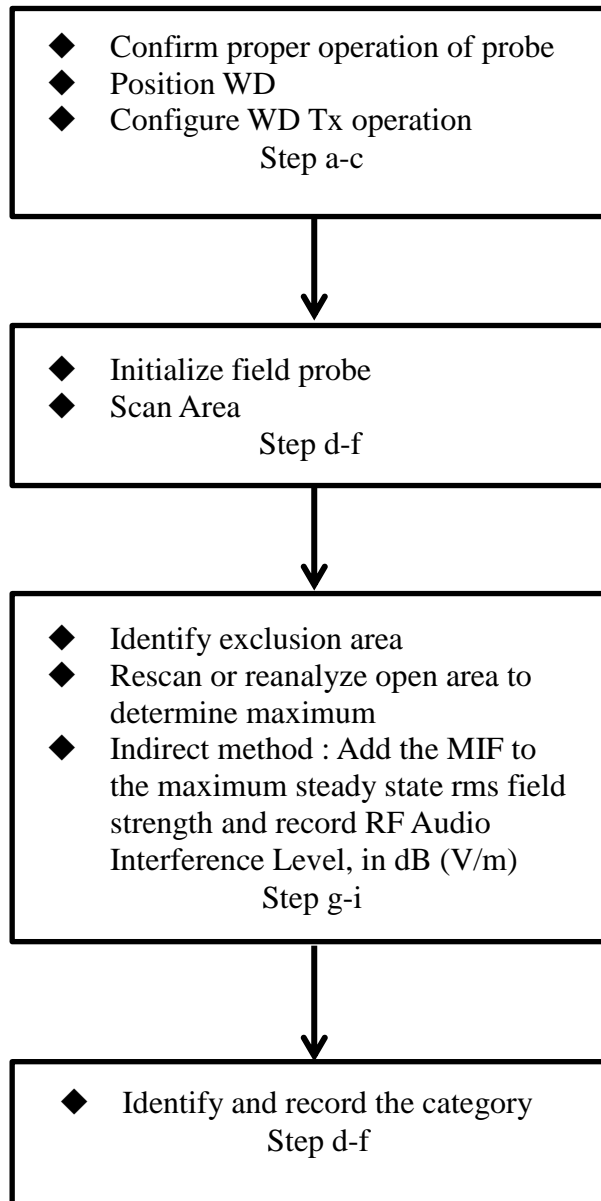 ◆ Confirm proper operation of probe
◆ Position WD
◆ Configure WD Tx operation
Step a-c
◆ Initialize field probe
◆ Scan Area
Step d-f
◆ Identify exclusion area
◆ Rescan or reanalyze open area to
determine maximum
◆ Indirect method : Add the MIF to
the maximum steady state rms field
strength and record RF Audio
Interference Level, in dB (V/m)
Step g-i
◆ Identify and record the category
Step d-f